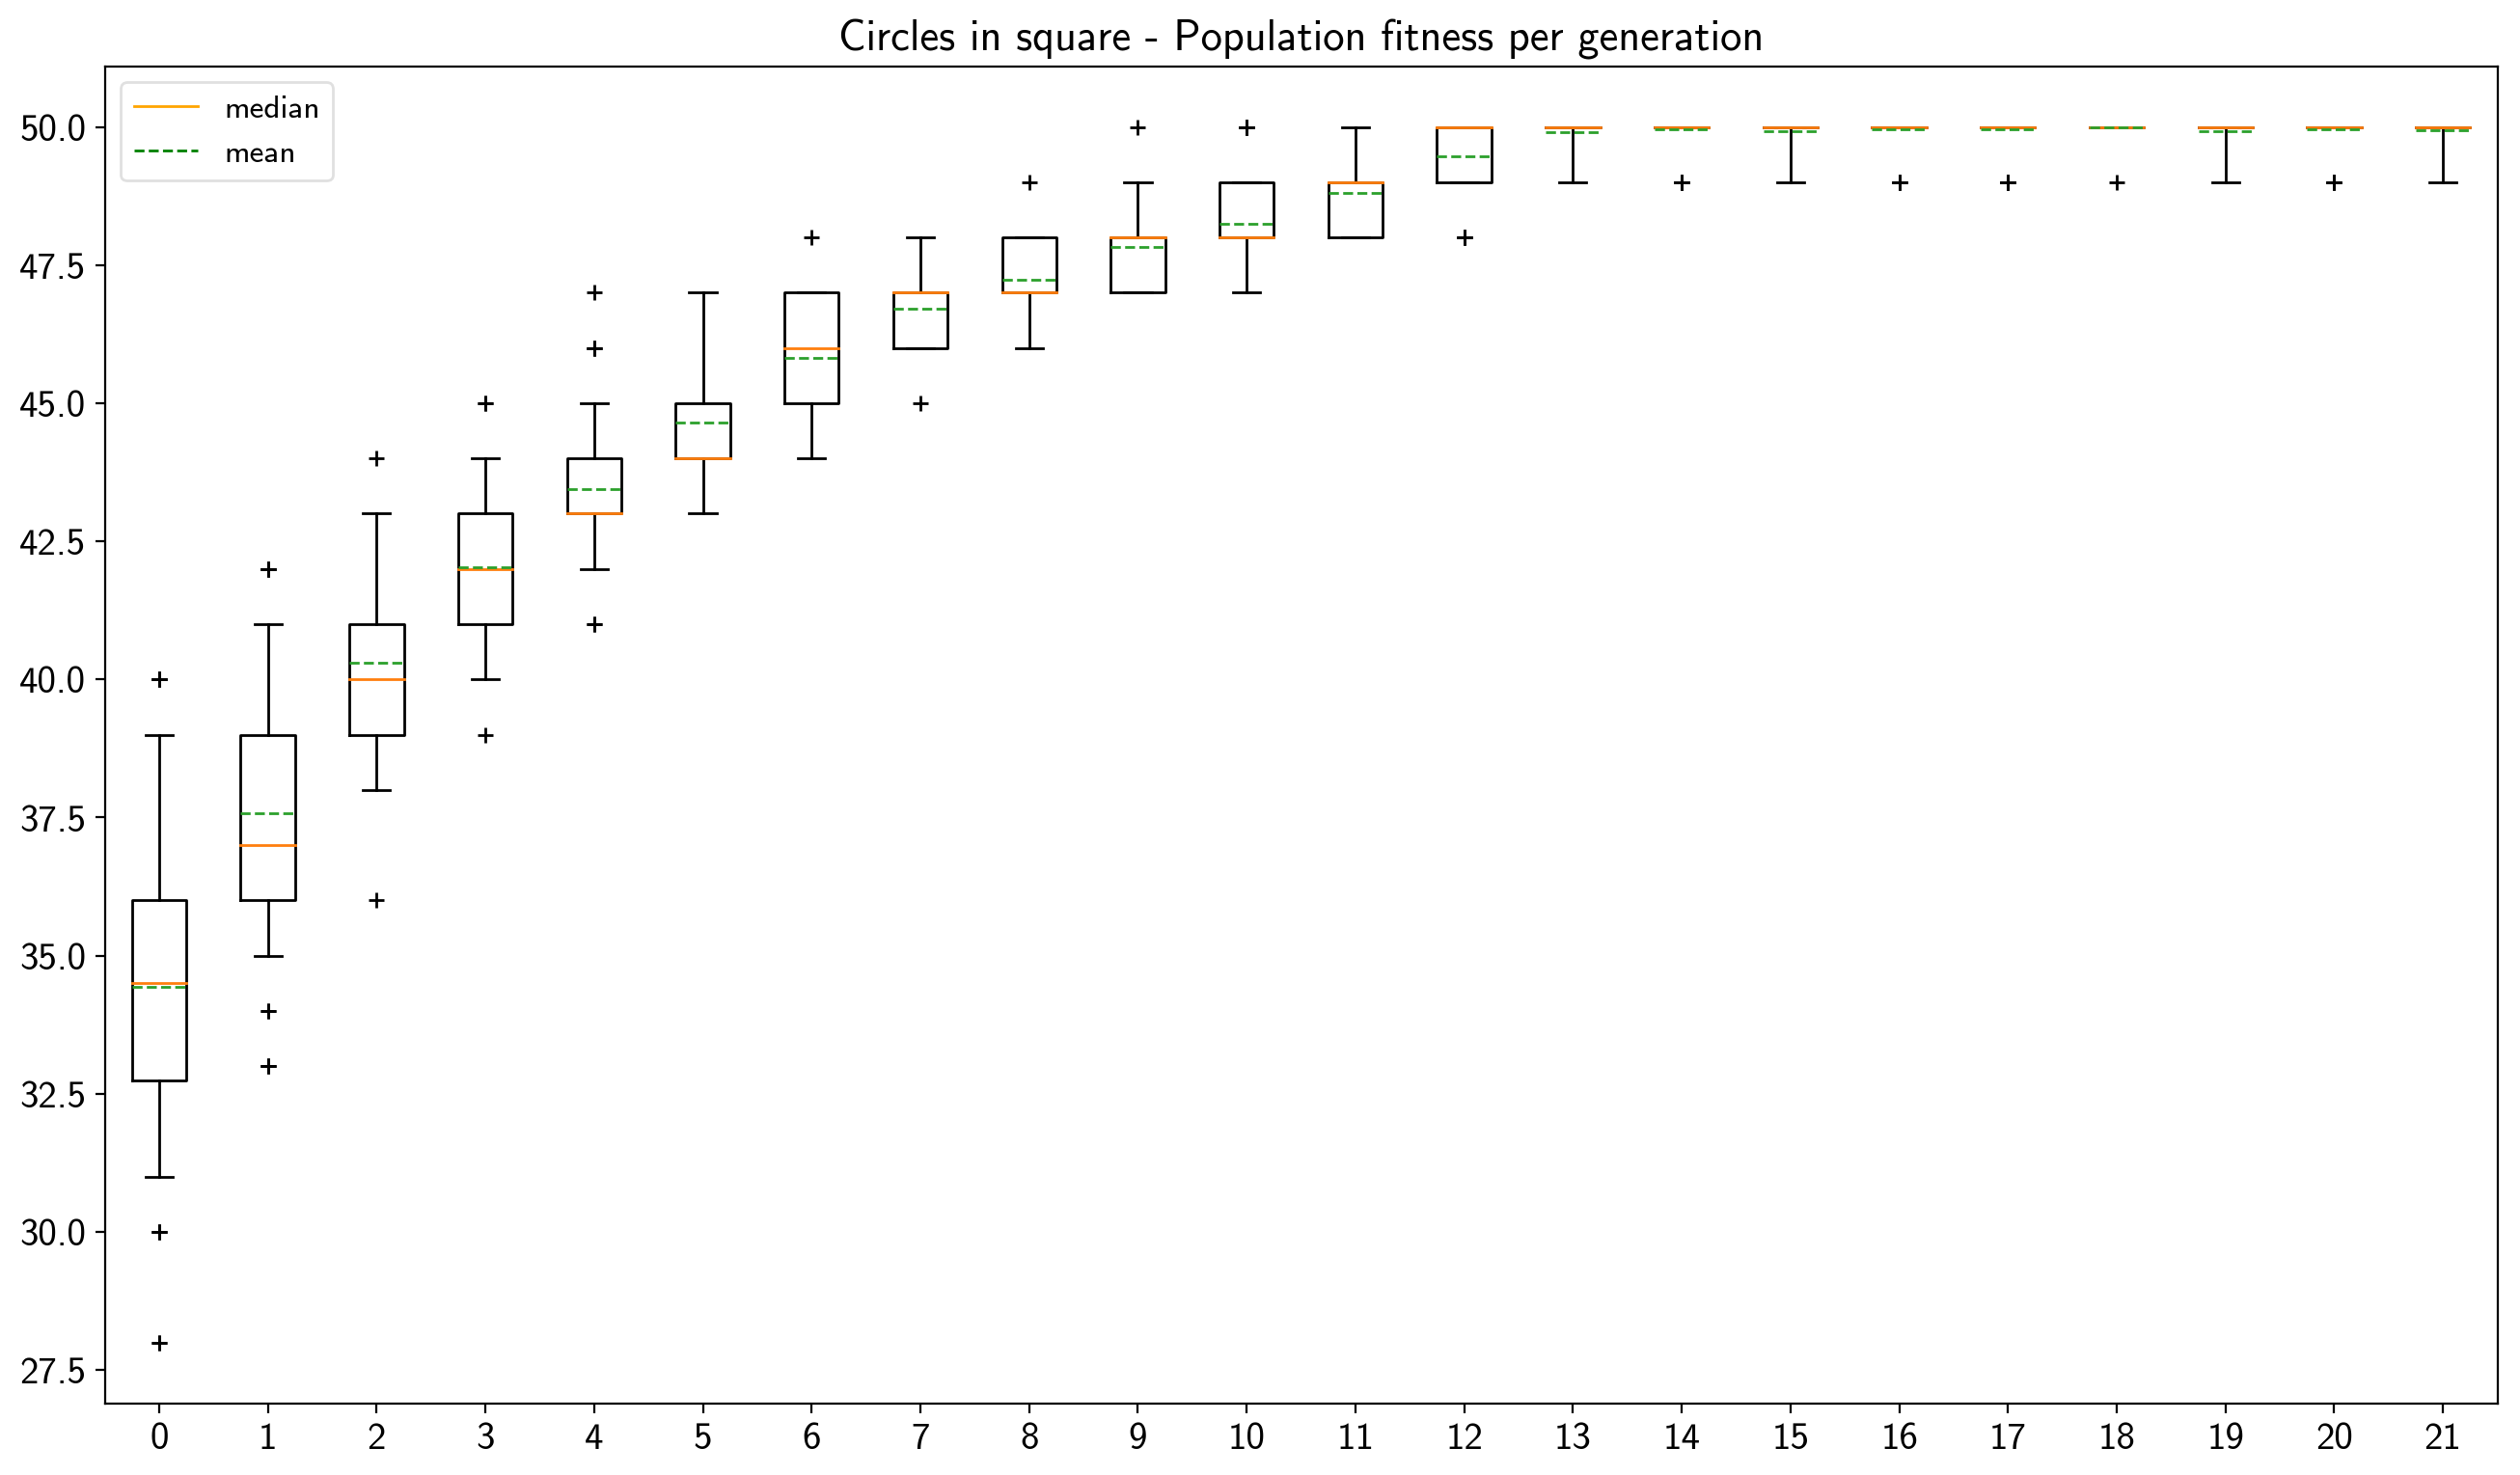 Circles in square - Population fitness per generation
median
mean
50.0
47.5
45.0
42.5
40.0
37.5
35.0
32.5
30.0
27.5
0 1 2 3 4 5 6 7 8 9 10 11 12 13 14 15 16 17 18 19 20 21